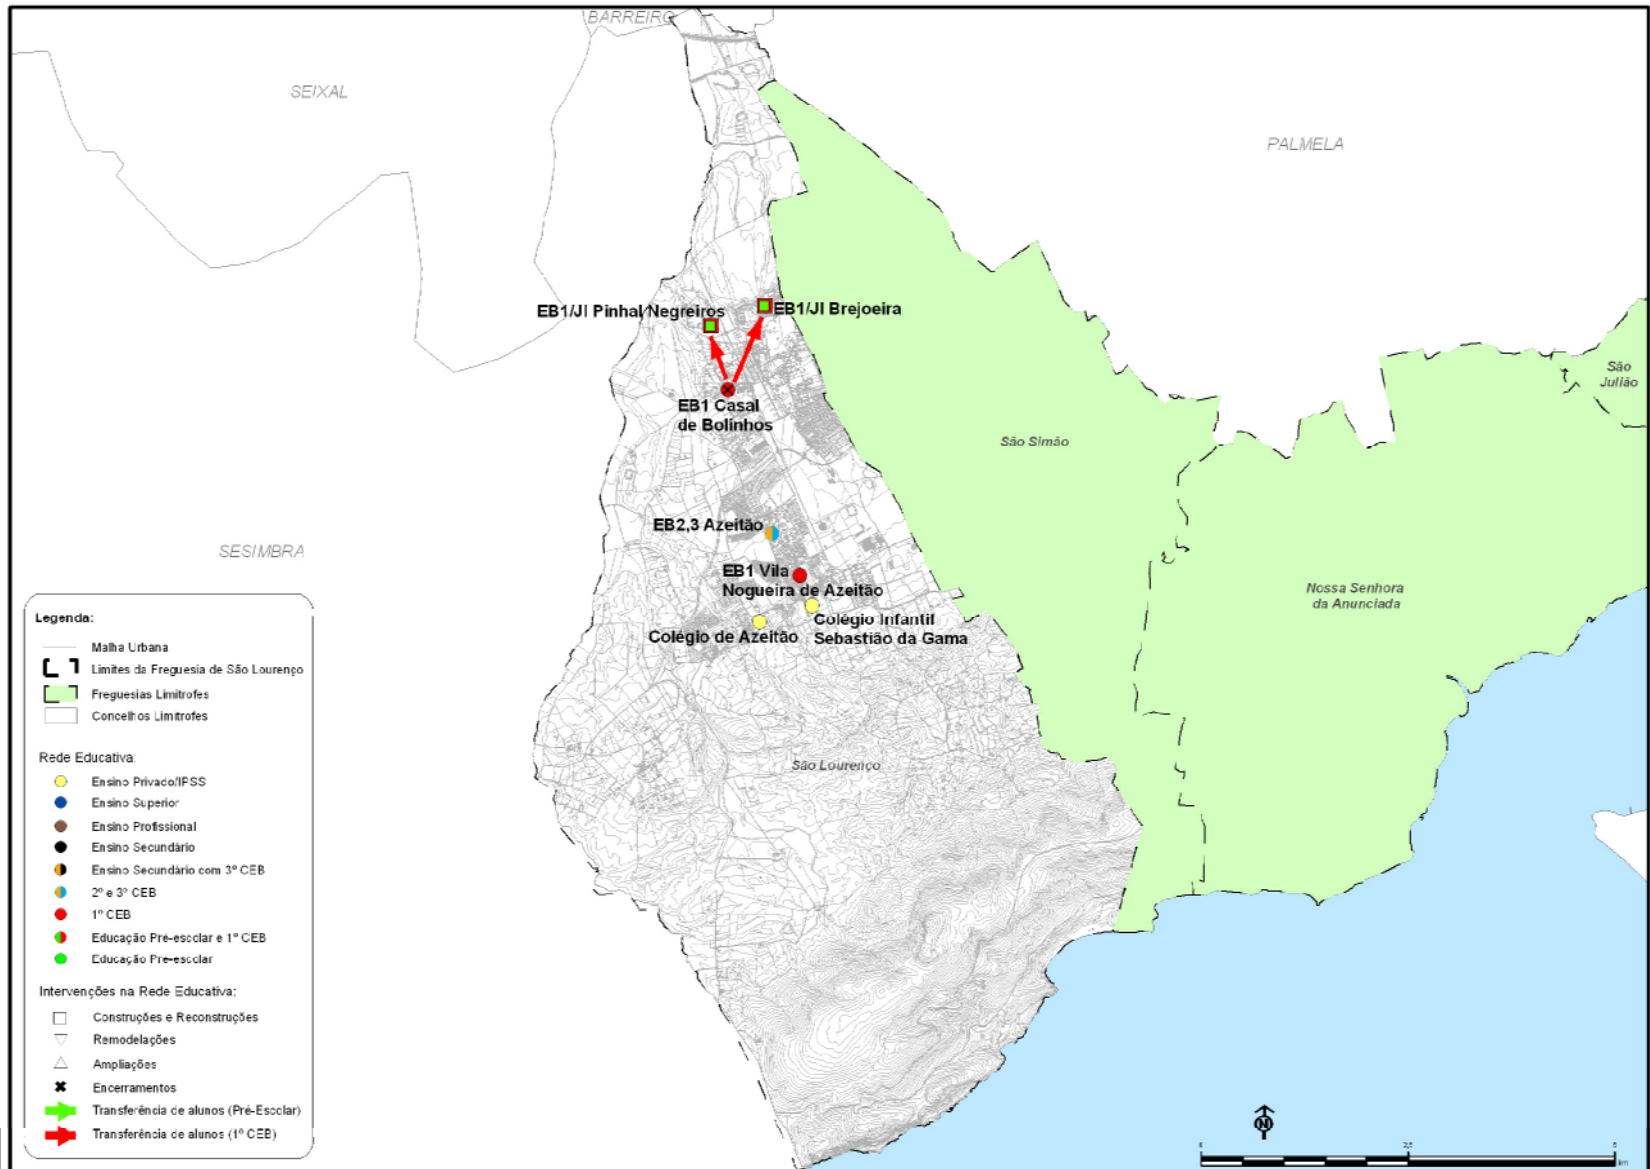 BARREIRO
SEIXAL
PALMELA
EB1/JI Pinhal Negreiros
EB1/JI Brejoeira
EB1 Casal
de Bolinhos
São
Julião
São Simão
EB2,3 Azeitão
SESIMBRA
EB1 Vila
Nogueira de Azeitão
Nossa Senhora
da Anunciada
Colégio Infantil
Sebastião da Gama
Colégio de Azeitão
São Lourenço
Legenda:
Malha Urbana
Limites da Freguesia de São Lourenço
Freguesias Limítrofes
Concelhos Limítrofes
Rede Educativa:
Ensino Privado/IPSS
Ensino Superior
Ensino Profissional
Ensino Secundário
Ensino Secundário com 3º CEB
2º e 3º CEB
1º CEB
Educação Pré-escolar e 1º CEB
Educação Pré-escolar
Intervenções na Rede Educativa:
Construções e Reconstruções
Remodelações
Ampliações
Encerramentos
Transferência de alunos (Pré-Escolar)
Transferência de alunos (1º CEB)
N
0 2,5 5
km